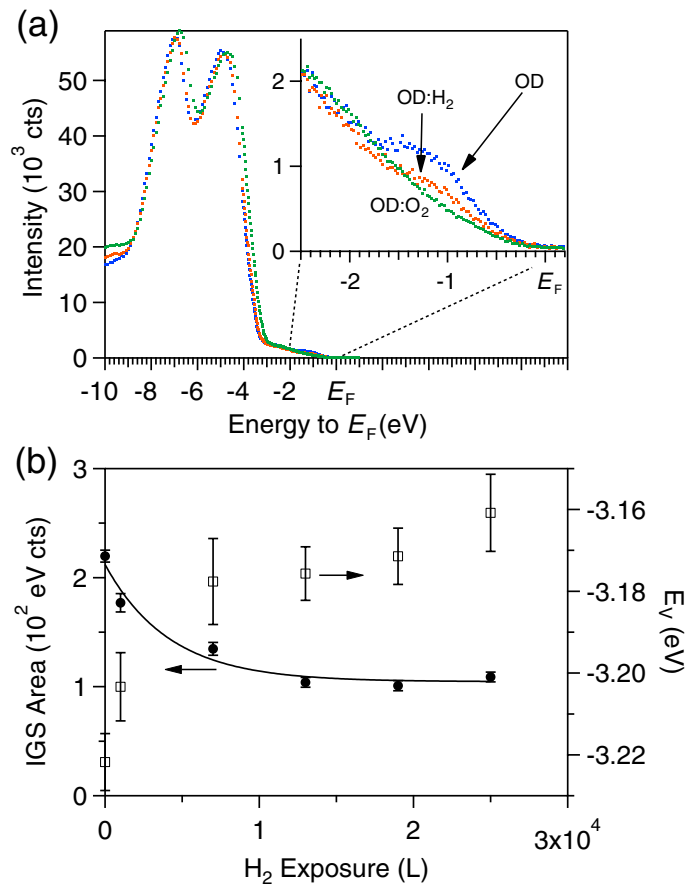 (a)
50
40
30
20
10
0
Intensity (10³ cts)
2
1
0
OD:H₂
OD
OD:O₂
-2
-1
E_F
-10
-8
-6
-4
-2
E_F
Energy to E_F (eV)
(b)
3
2
1
0
IGS Area (10² eV cts)
-3.16
-3.18
-3.20
-3.22
E_V (eV)
0
1
2
3x10⁴
H₂ Exposure (L)